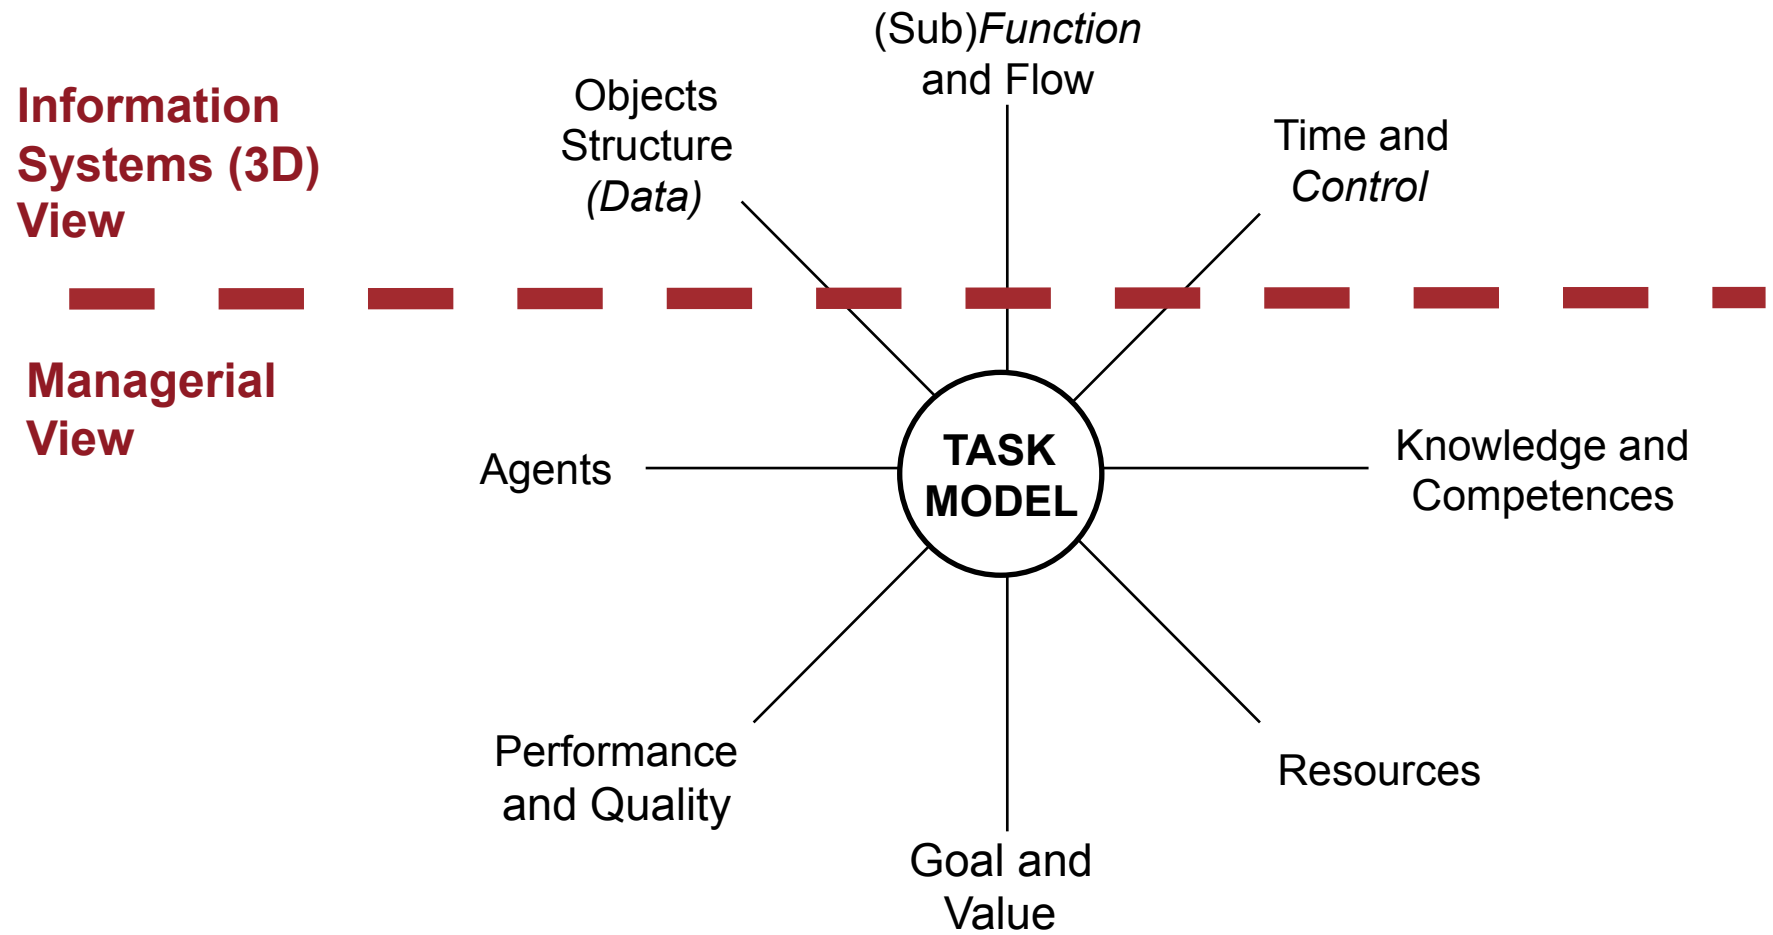 (Sub)Function
and Flow
Information
Systems (3D)
View
Objects
Structure
(Data)
Time and
Control
Managerial
View
Agents
TASK
MODEL
Knowledge and
Competences
Performance
and Quality
Resources
Goal and
Value